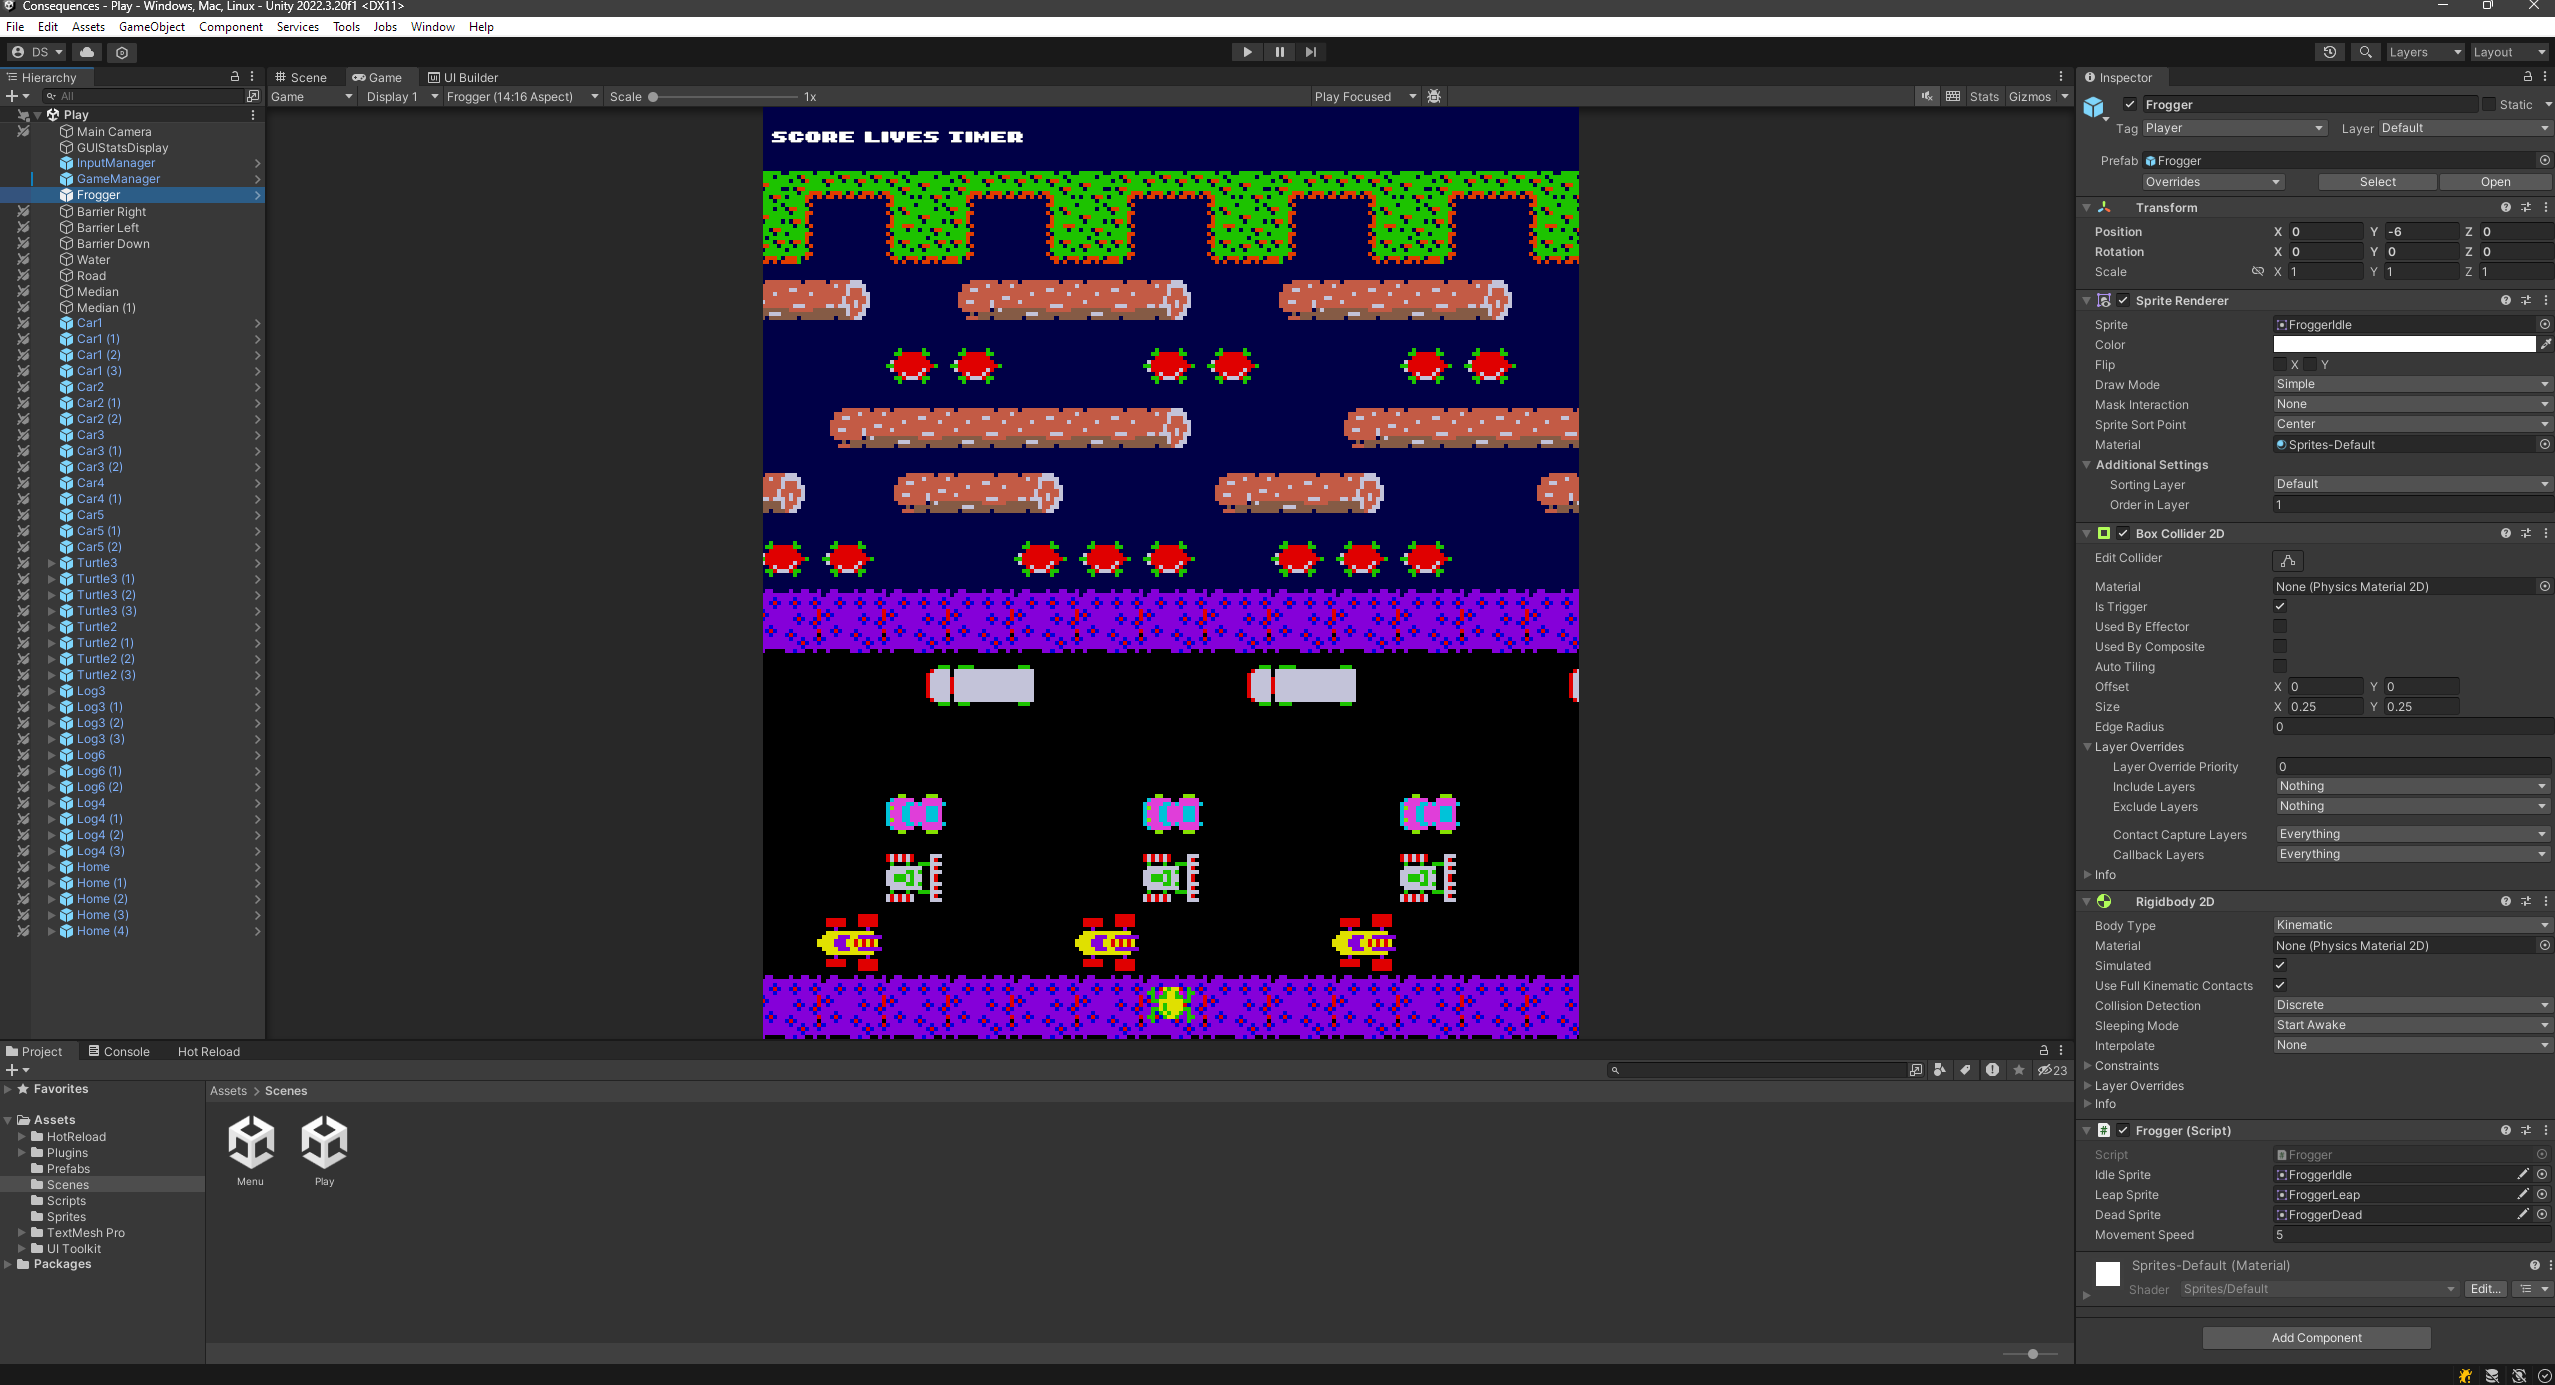 Consequences - Play - Windows, Mac, Linux - Unity 2022.3.20f1 <DX11>
File Edit Assets GameObject Component Services Tools Jobs Window Help
DS Layers Layout
Hierarchy
All
Play
Main Camera
GUIStatsDisplay
InputManager
GameManager
Frogger
Barrier Right
Barrier Left
Barrier Down
Water
Road
Median
Median (1)
Car1
Car1 (1)
Car1 (2)
Car1 (3)
Car2
Car2 (1)
Car2 (2)
Car3
Car3 (1)
Car3 (2)
Car4
Car4 (1)
Car5
Car5 (1)
Car5 (2)
Turtle3
Turtle3 (1)
Turtle3 (2)
Turtle3 (3)
Turtle2
Turtle2 (1)
Turtle2 (2)
Turtle2 (3)
Log3
Log3 (1)
Log3 (2)
Log3 (3)
Log6
Log6 (1)
Log6 (2)
Log4
Log4 (1)
Log4 (2)
Log4 (3)
Home
Home (1)
Home (2)
Home (3)
Home (4)
Scene Game UI Builder
Game Display 1 Frogger (14:16 Aspect) Scale 1x Play Focused Stats Gizmos
SCORE LIVES TIMER
Inspector
Frogger Static
Tag Player Layer Default
Prefab Frogger
Overrides Select Open
Transform
Position X 0 Y -6 Z 0
Rotation X 0 Y 0 Z 0
Scale X 1 Y 1 Z 1
Sprite Renderer
Sprite FroggerIdle
Color
Flip X Y
Draw Mode Simple
Mask Interaction None
Sprite Sort Point Center
Material Sprites-Default
Additional Settings
Sorting Layer Default
Order in Layer 1
Box Collider 2D
Edit Collider
Material None (Physics Material 2D)
Is Trigger
Used By Effector
Used By Composite
Auto Tiling
Offset X 0 Y 0
Size X 0.25 Y 0.25
Edge Radius 0
Layer Overrides
Layer Override Priority 0
Include Layers Nothing
Exclude Layers Nothing
Contact Capture Layers Everything
Callback Layers Everything
Info
Rigidbody 2D
Body Type Kinematic
Material None (Physics Material 2D)
Simulated
Use Full Kinematic Contacts
Collision Detection Discrete
Sleeping Mode Start Awake
Interpolate None
Constraints
Layer Overrides
Info
Frogger (Script)
Script Frogger
Idle Sprite FroggerIdle
Leap Sprite FroggerLeap
Dead Sprite FroggerDead
Movement Speed 5
Sprites-Default (Material)
Shader Sprites/Default Edit...
Add Component
Project Console Hot Reload
23
Favorites
Assets
HotReload
Plugins
Prefabs
Scenes
Scripts
Sprites
TextMesh Pro
UI Toolkit
Packages
Assets > Scenes
Menu Play